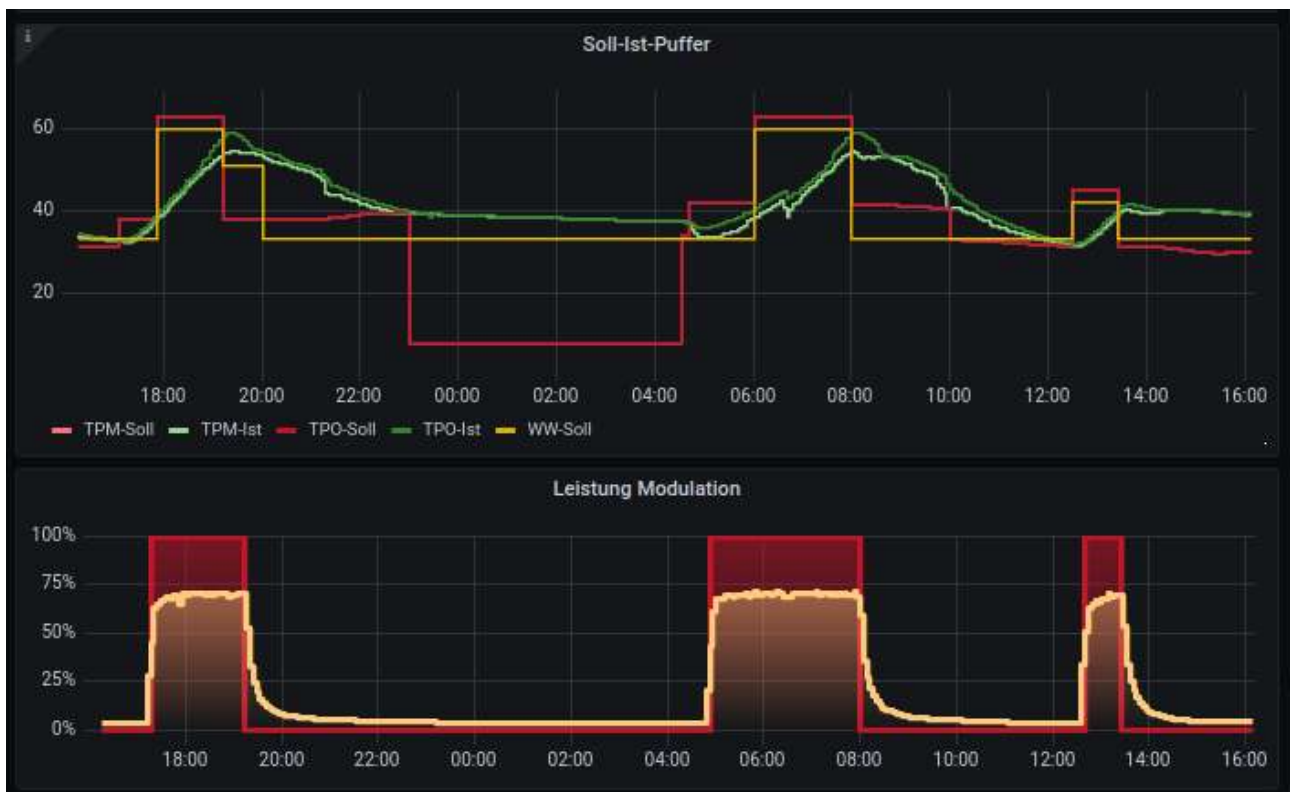 i
Soll-Ist-Puffer
60
40
20
18:00 20:00 22:00 00:00 02:00 04:00 06:00 08:00 10:00 12:00 14:00 16:00
TPM-Soll TPM-Ist TPO-Soll TPO-Ist WW-Soll
Leistung Modulation
100%
75%
50%
25%
0%
18:00 20:00 22:00 00:00 02:00 04:00 06:00 08:00 10:00 12:00 14:00 16:00